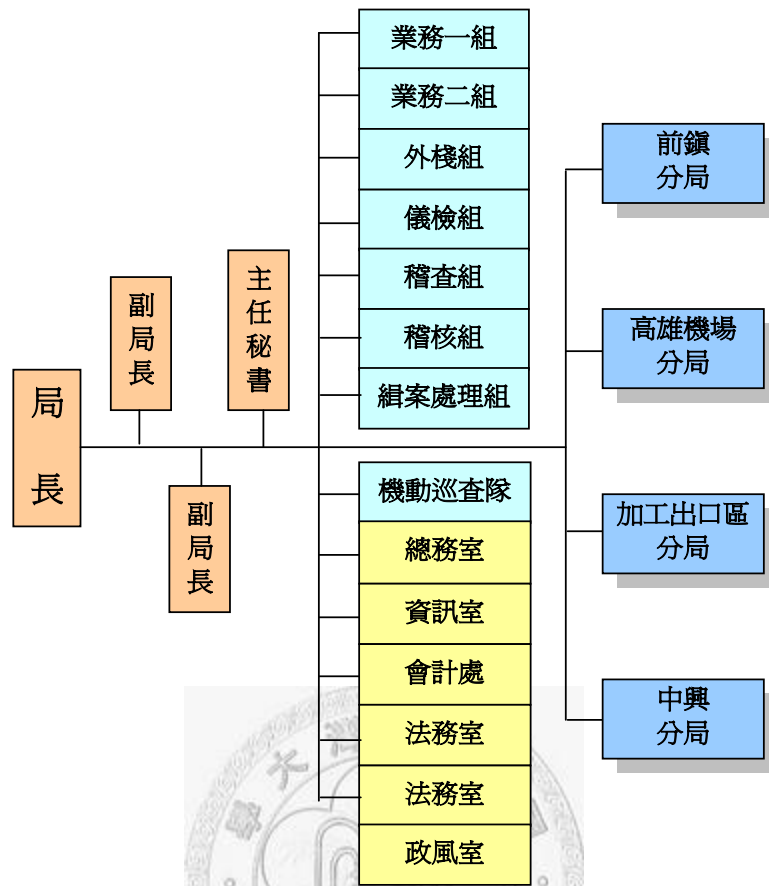 局長
副局長
副局長
主任秘書
業務一組
業務二組
外棧組
儀檢組
稽查組
稽核組
緝案處理組
機動巡查隊
總務室
資訊室
會計處
法務室
法務室
政風室
前鎮
分局
高雄機場
分局
加工出口區
分局
中興
分局